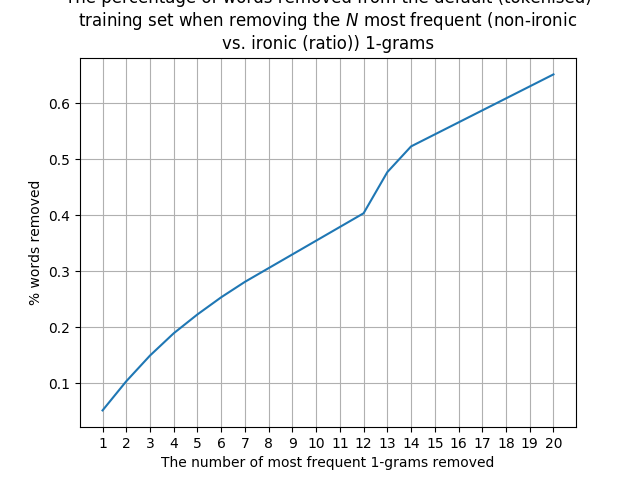 The percentage of words removed from the default (tokenised)
training set when removing the N most frequent (non-ironic
vs. ironic (ratio)) 1-grams
0.6
0.5
0.4
0.3
0.2
0.1
% words removed
1 2 3 4 5 6 7 8 9 10 11 12 13 14 15 16 17 18 19 20
The number of most frequent 1-grams removed